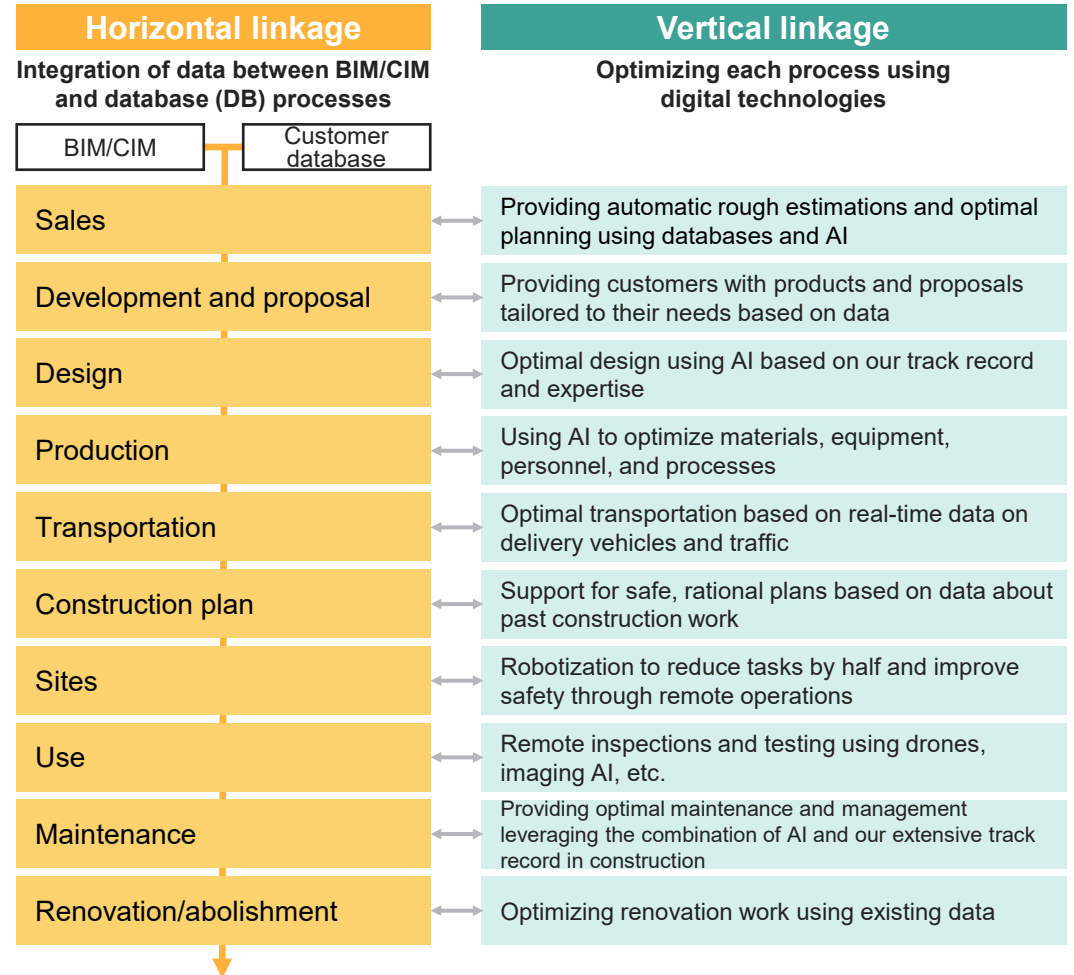 Horizontal linkage
Vertical linkage
Integration of data between BIM/CIM
and database (DB) processes
Optimizing each process using
digital technologies
BIM/CIM
Customer
database
Sales
Providing automatic rough estimations and optimal
planning using databases and AI
Development and proposal
Providing customers with products and proposals
tailored to their needs based on data
Design
Optimal design using AI based on our track record
and expertise
Production
Using AI to optimize materials, equipment,
personnel, and processes
Transportation
Optimal transportation based on real-time data on
delivery vehicles and traffic
Construction plan
Support for safe, rational plans based on data about
past construction work
Sites
Robotization to reduce tasks by half and improve
safety through remote operations
Use
Remote inspections and testing using drones,
imaging AI, etc.
Maintenance
Providing optimal maintenance and management
leveraging the combination of AI and our extensive track
record in construction
Renovation/abolishment
Optimizing renovation work using existing data